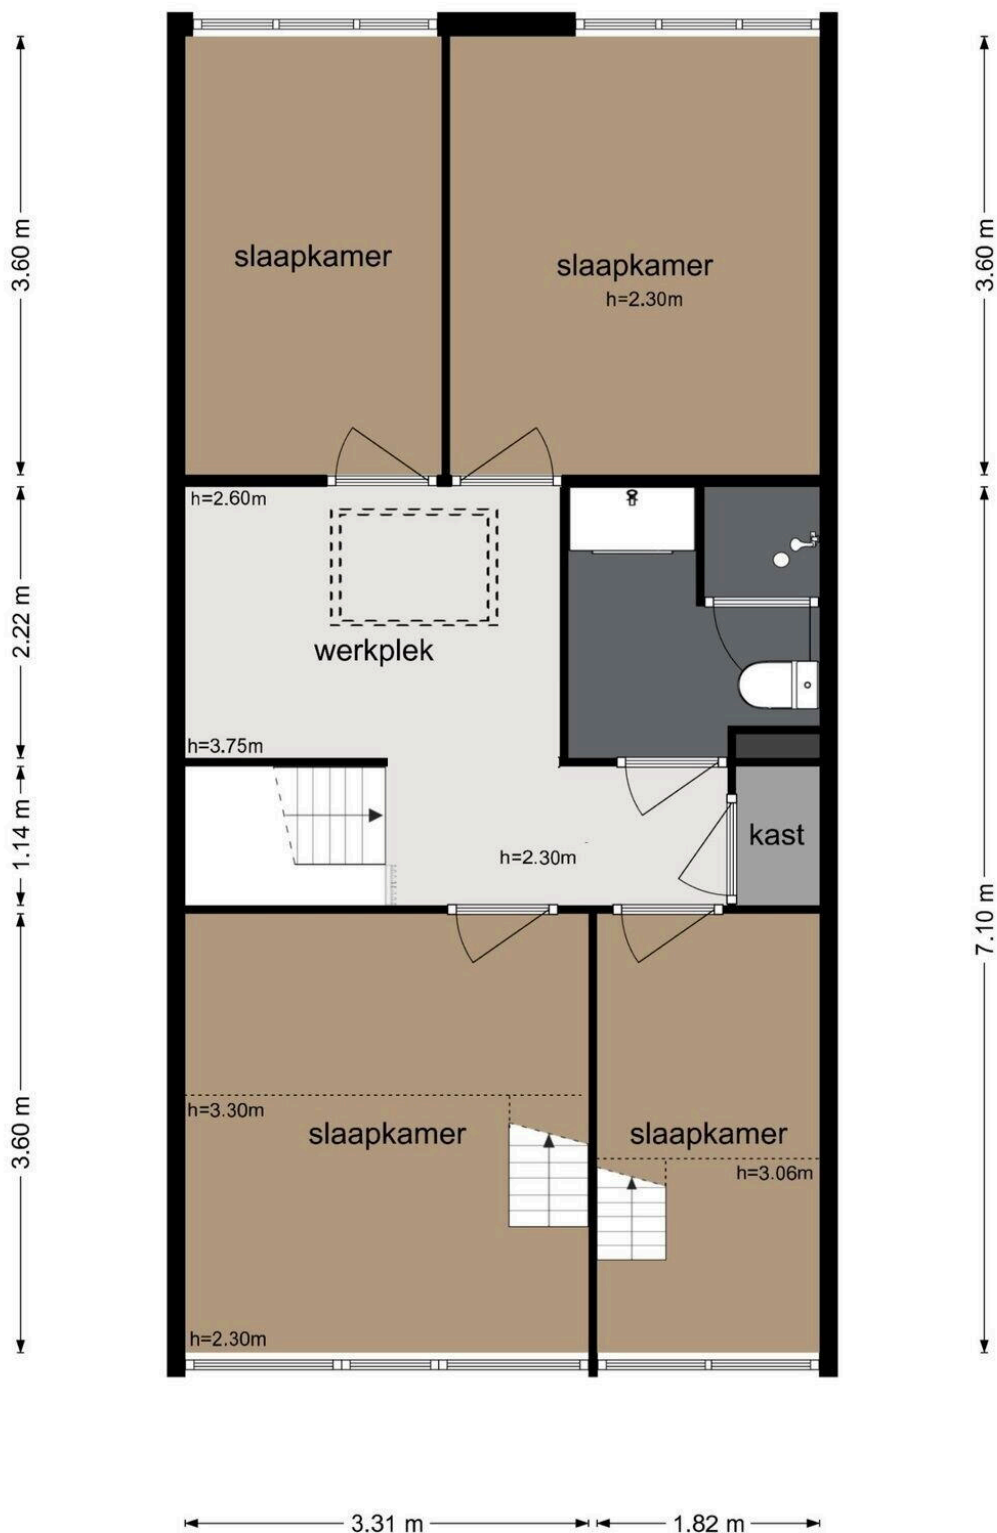 3.60 m
3.60 m
slaapkamer
slaapkamer
h=2.30m
h=2.60m
2.22 m
werkplek
h=3.75m
1.14 m
kast
h=2.30m
7.10 m
3.60 m
h=3.30m
slaapkamer
slaapkamer
h=3.06m
h=2.30m
3.31 m
1.82 m